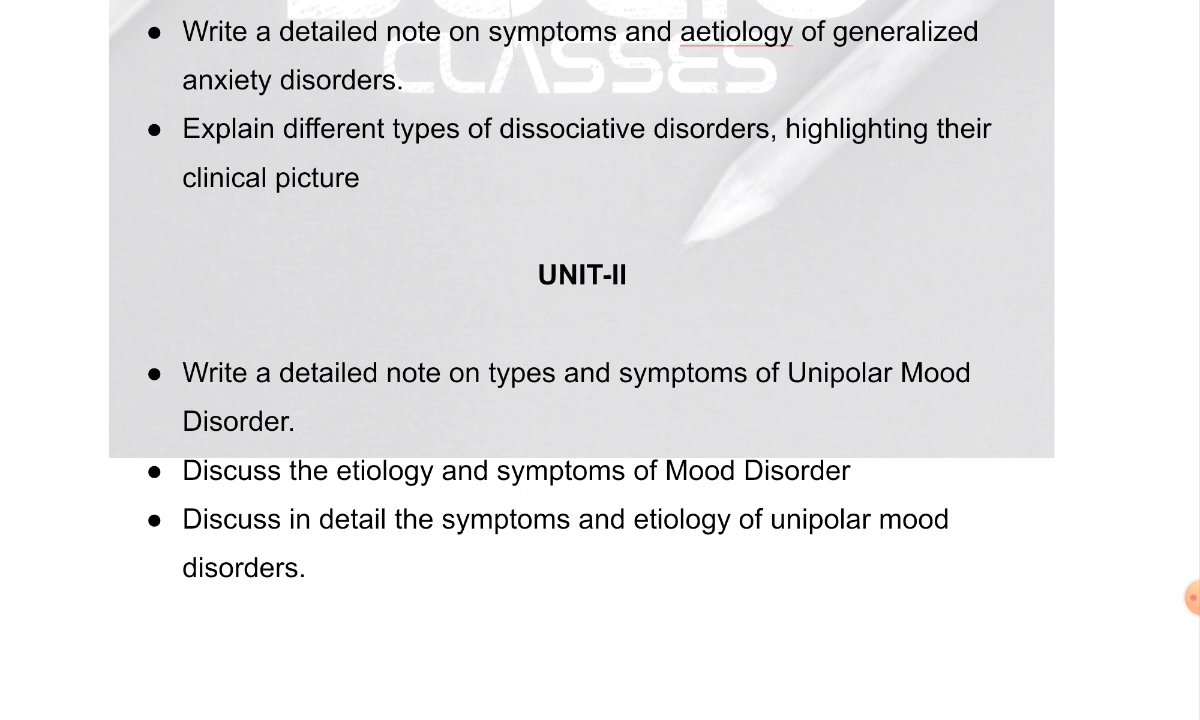 ● Write a detailed note on symptoms and aetiology of generalized
CLASSES
anxiety disorders.
● Explain different types of dissociative disorders, highlighting their
clinical picture
UNIT-II
● Write a detailed note on types and symptoms of Unipolar Mood
Disorder.
● Discuss the etiology and symptoms of Mood Disorder
● Discuss in detail the symptoms and etiology of unipolar mood
disorders.